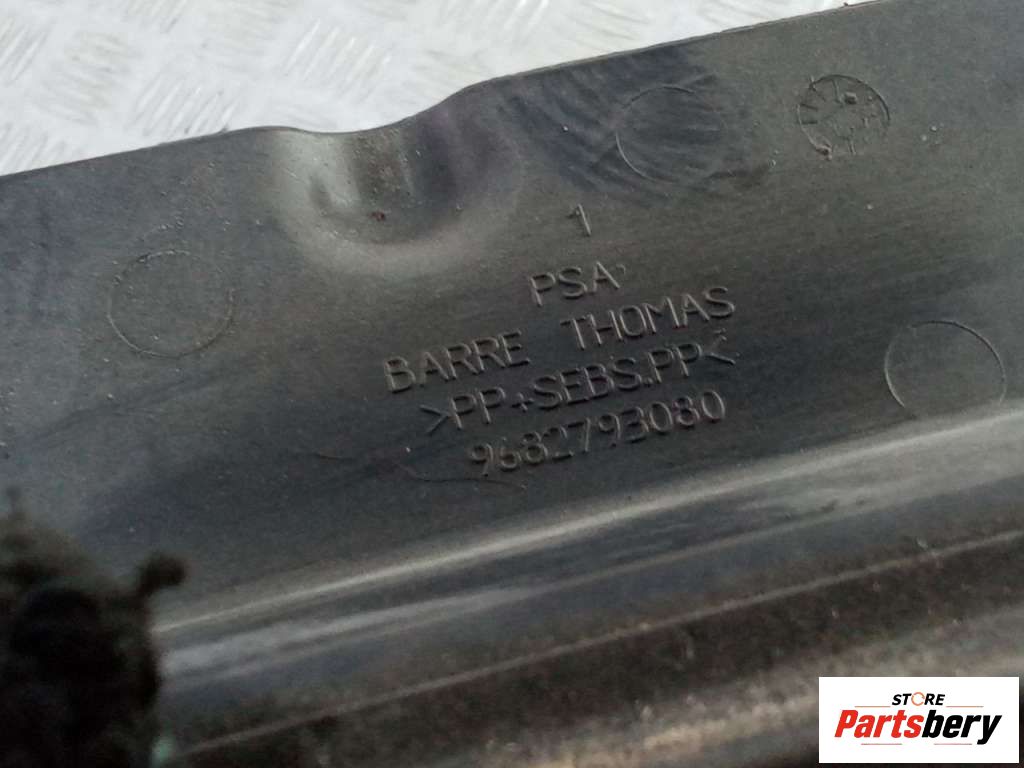 1
PSA
BARRE THOMAS
>PP+SEBS.PP<
9682793080
STORE
Partsbery